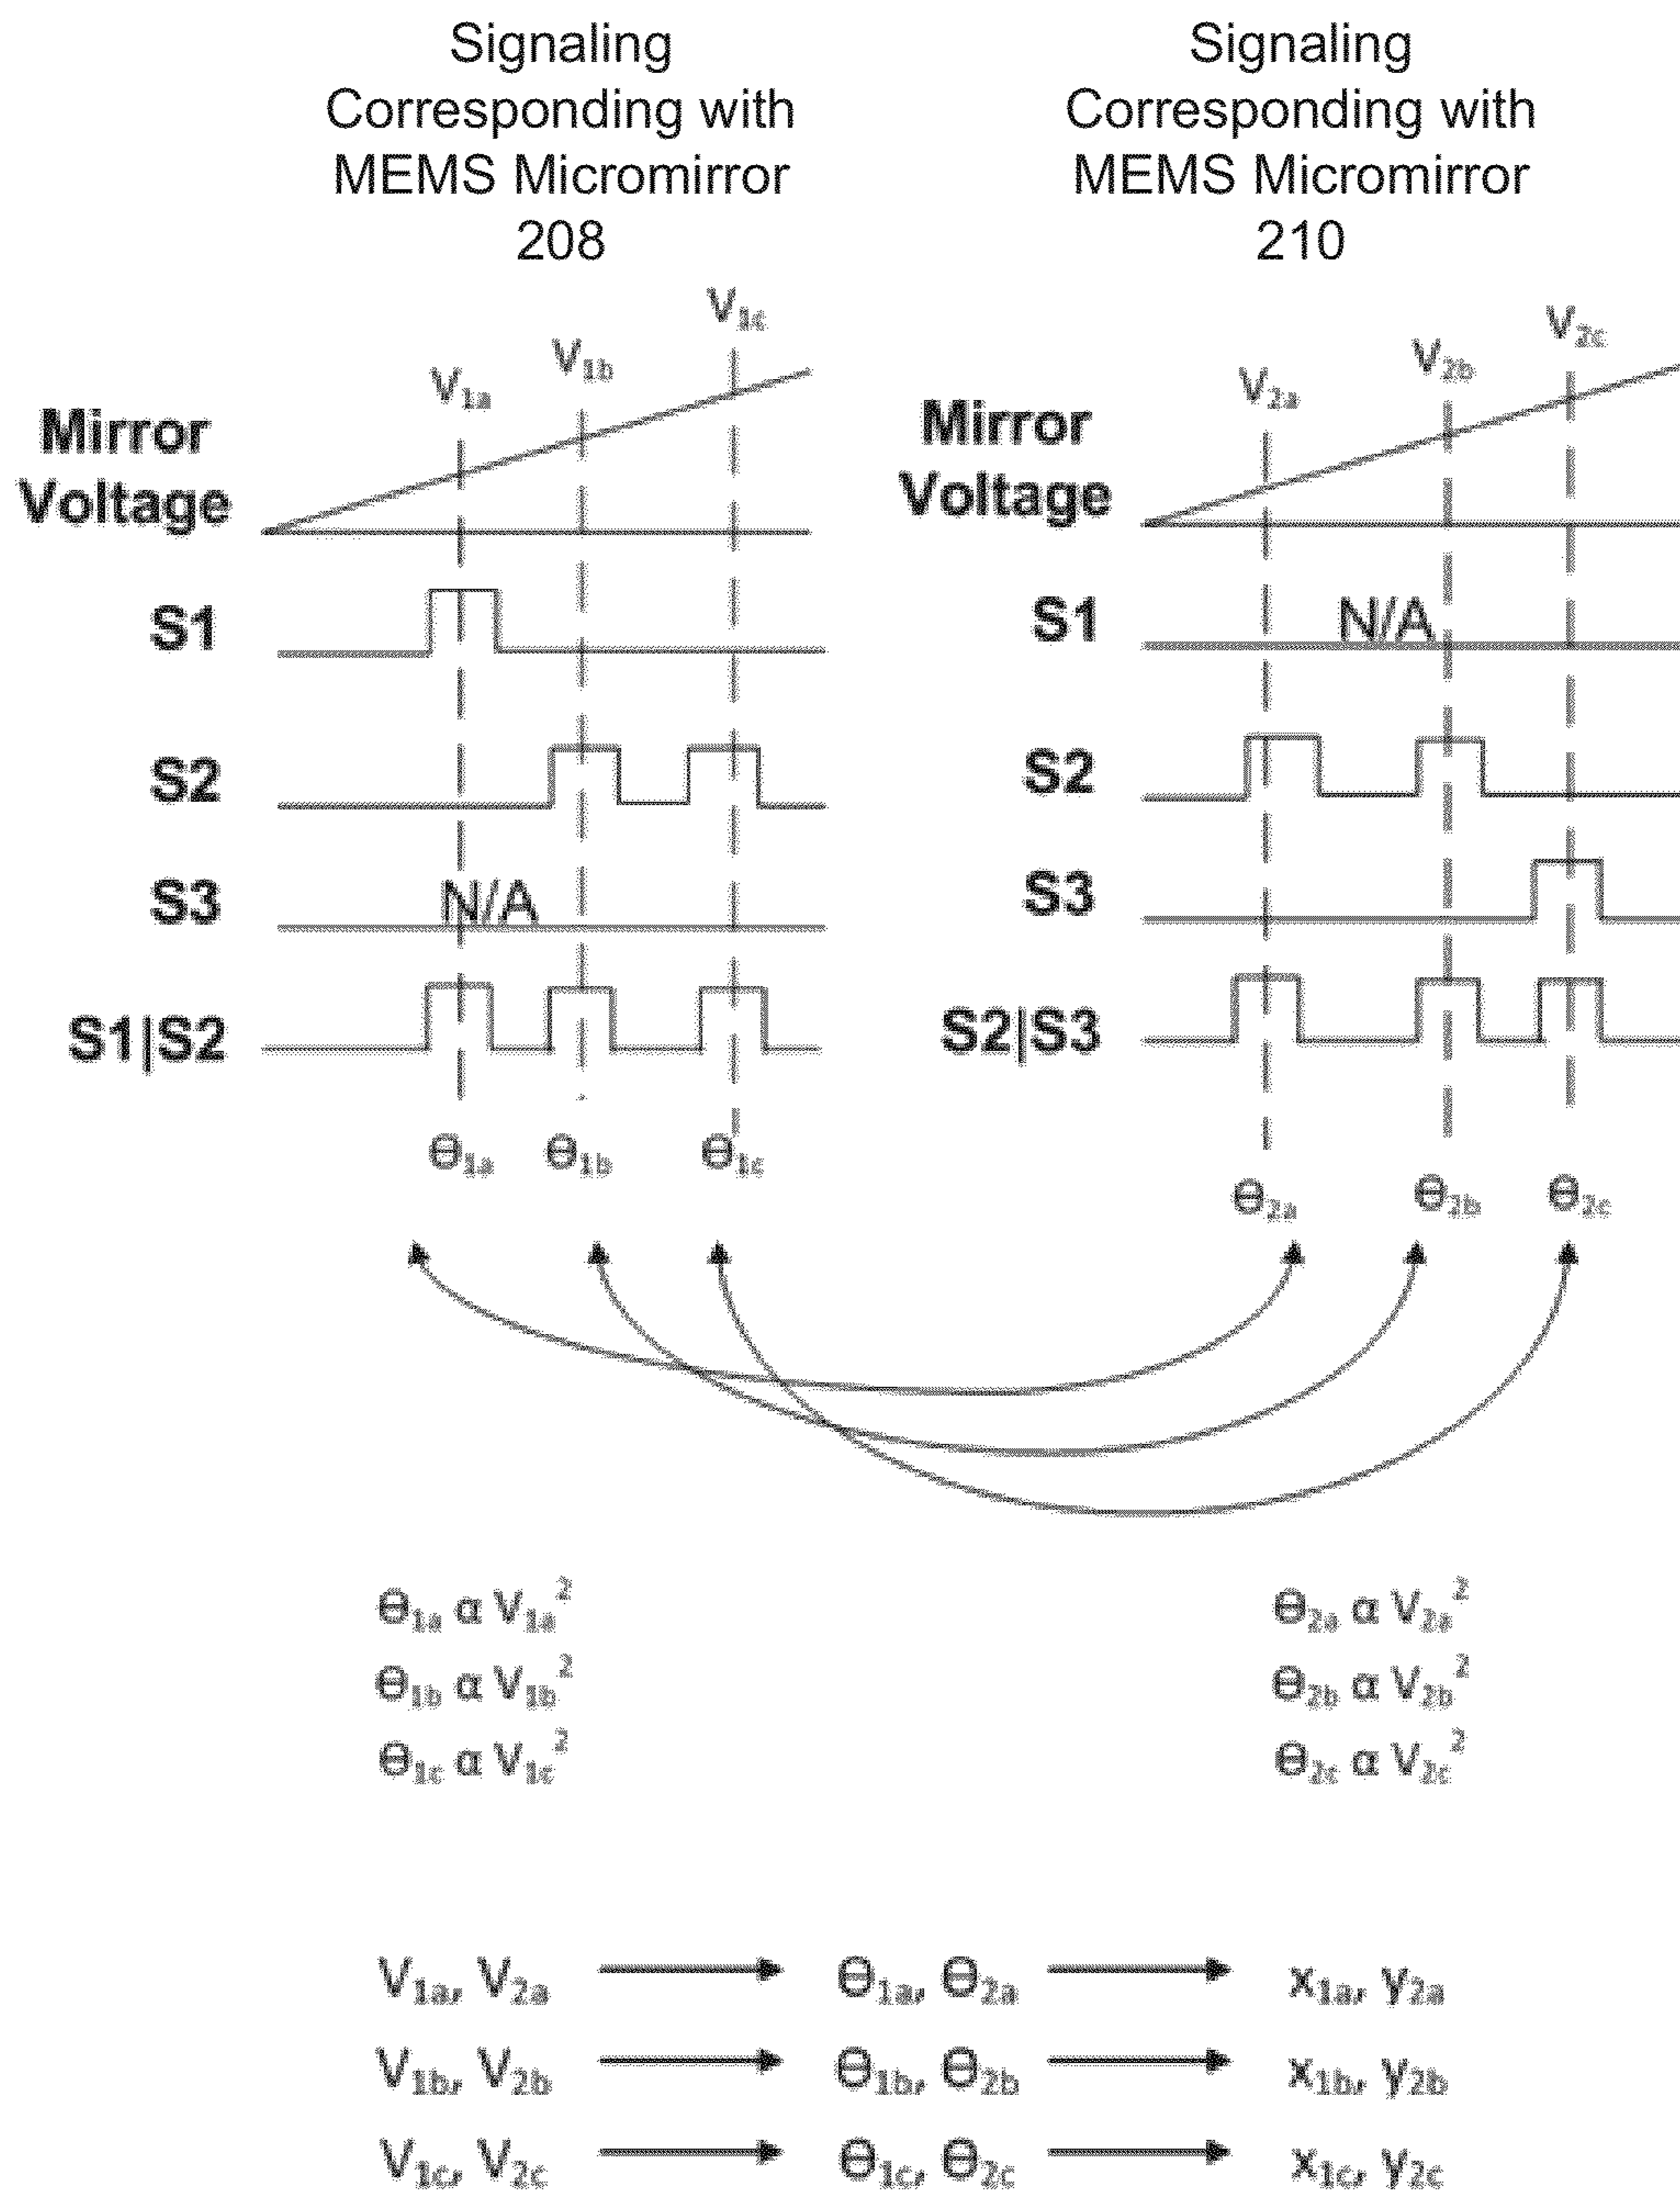 Signaling
Corresponding with
MEMS Micromirror
208
V1a
V1b
V1c
Mirror
Voltage
S1
S2
S3
N/A
S1|S2
Θ1a Θ1b Θ1c
Signaling
Corresponding with
MEMS Micromirror
210
V2a
V2b
V2c
Mirror
Voltage
S1
N/A
S2
S3
S2|S3
Θ2a Θ2b Θ2c
Θ1a α V1a²
Θ1b α V1b²
Θ1c α V1c²
Θ2a α V2a²
Θ2b α V2b²
Θ2c α V2c²
V1a, V2a Θ1a, Θ2a x1a, y2a
V1b, V2b Θ1b, Θ2b x1b, y2b
V1c, V2c Θ1c, Θ2c x1c, y2c